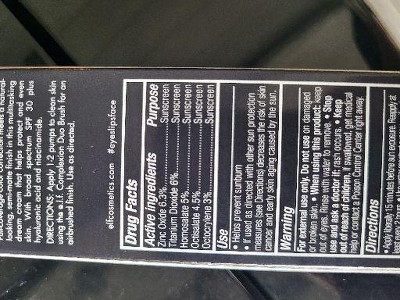 looking, semi-matte finish in this multitasking
dream cream that helps protect and even
skin with broad spectrum SPF 30 plus
hyaluronic acid and niacinamide.
DIRECTIONS: Apply 1-2 pumps to clean skin
using the e.l.f. Complexion Duo Brush for an
airbrushed finish. Use as directed.
elfcosmetics.com @eyeslipsface
Drug Facts
Active ingredients Purpose
Zinc Oxide 6.3% Sunscreen
Titanium Dioxide 6% Sunscreen
Homosalate 5% Sunscreen
Octisalate 4.5% Sunscreen
Octocrylene 3% Sunscreen
Use
• Helps prevent sunburn
• If used as directed with other sun protection
measures (see Directions) decreases the risk of skin
cancer and early skin aging caused by the sun.
Warning
For external use only. Do not use on damaged
or broken skin. • When using this product: keep
out of eyes. Rinse with water to remove. • Stop
use and ask a doctor if: rash occurs. • Keep
out of reach of children. If swallowed, get medical
help or contact a Poison Control Center right away.
Directions
• Apply liberally 15 minutes before sun exposure. Reapply at